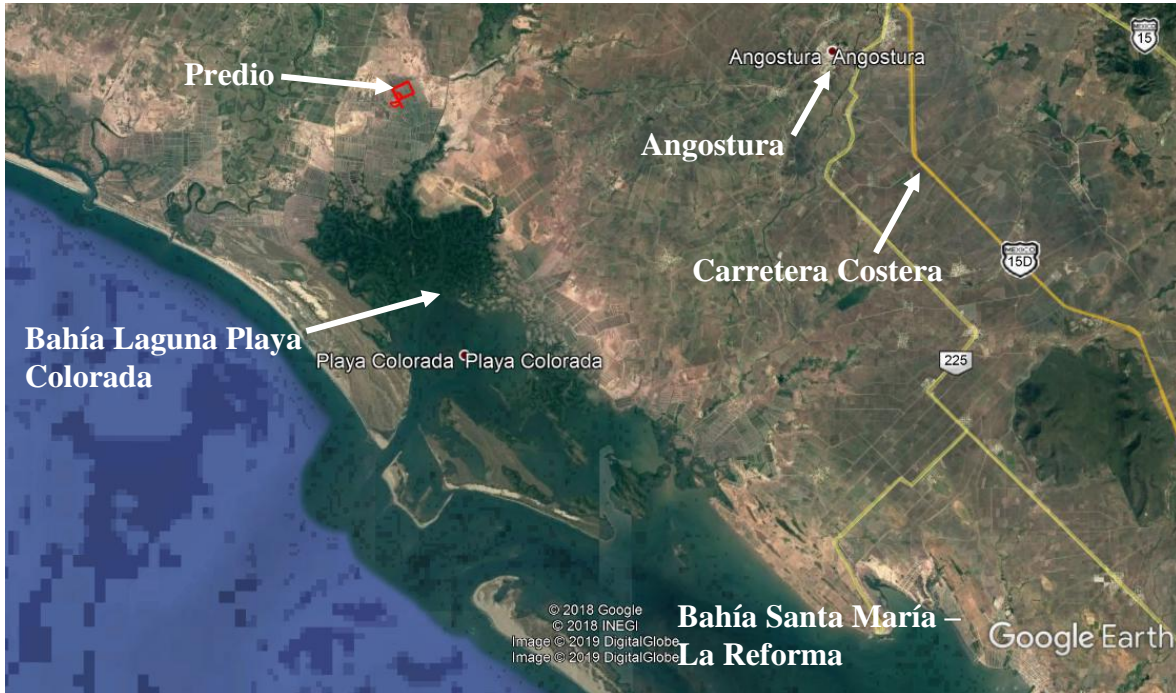 MEXICO
15
Angostura Angostura
Predio
Angostura
Carretera Costera
MEXICO
15D
Bahía Laguna Playa
Colorada
Playa Colorada Playa Colorada
225
© 2018 Google
© 2018 INEGI
Image © 2019 DigitalGlobe
Image © 2019 DigitalGlobe
Bahía Santa María –
La Reforma
Google Earth